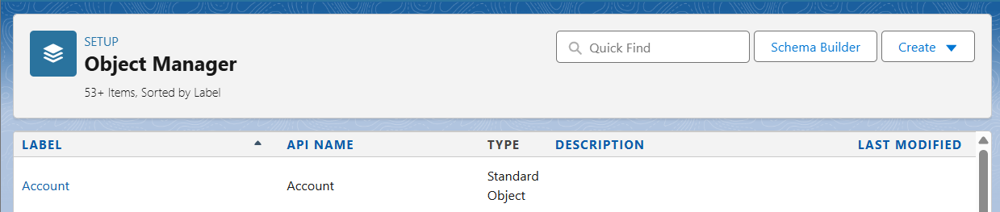 SETUP
Object Manager
53+ Items, Sorted by Label
Quick Find
Schema Builder
Create
LABEL API NAME TYPE DESCRIPTION LAST MODIFIED
Account Account Standard
Object